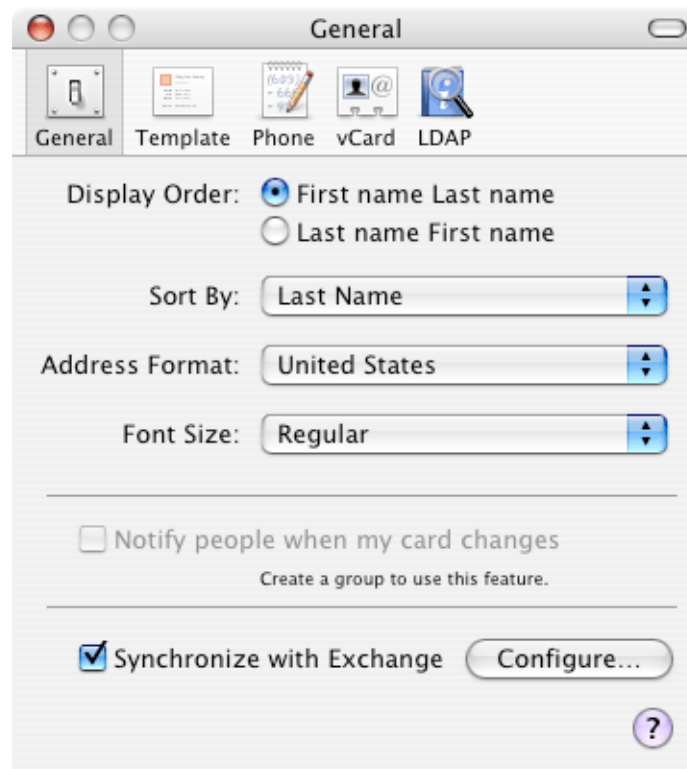 General
General Template Phone vCard LDAP
Display Order: First name Last name
Last name First name
Sort By: Last Name
Address Format: United States
Font Size: Regular
Notify people when my card changes
Create a group to use this feature.
Synchronize with Exchange Configure...
?